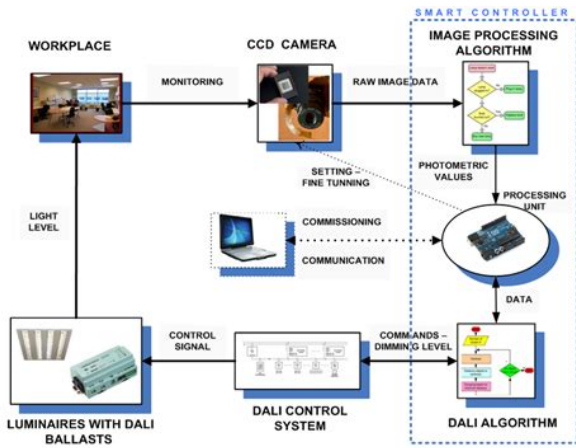 SMART CONTROLLER
WORKPLACE
CCD CAMERA
IMAGE PROCESSING
ALGORITHM
MONITORING
RAW IMAGE DATA
PHOTOMETRIC
VALUES
SETTING –
FINE TUNNING
PROCESSING
UNIT
LIGHT
LEVEL
COMMISSIONING
COMMUNICATION
DATA
CONTROL
SIGNAL
COMMANDS –
DIMMING LEVEL
LUMINAIRES WITH DALI
BALLASTS
DALI CONTROL
SYSTEM
DALI ALGORITHM